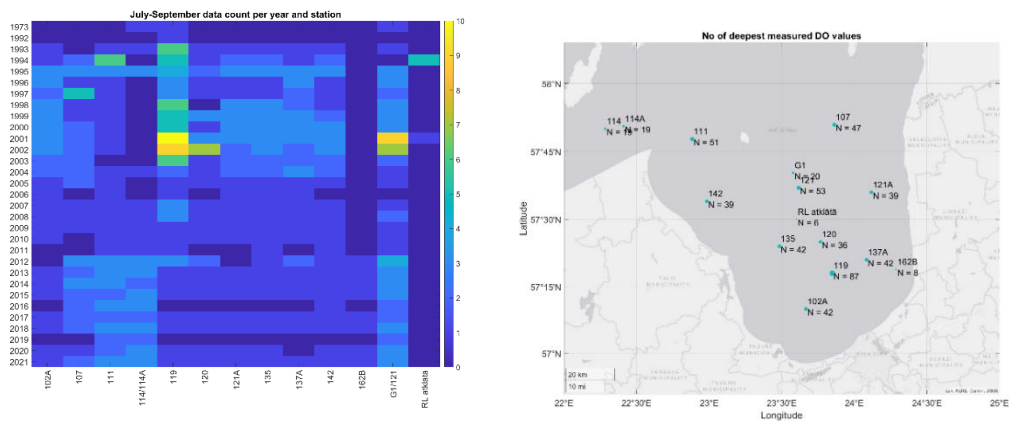 July-September data count per year and station
1973
1992
1993
1994
1995
1996
1997
1998
1999
2000
2001
2002
2003
2004
2005
2006
2007
2008
2009
2010
2011
2012
2013
2014
2015
2016
2017
2018
2019
2020
2021
102A
107
111
114/114A
119
120
121A
135
137A
142
162B
G1/121
RL atklātā
10
9
8
7
6
5
4
3
2
1
0
No of deepest measured DO values
Latitude
58°N
57°45'N
57°30'N
57°15'N
57°N
114
114A
N = 19
111
N = 51
107
N = 47
G1
N = 20
121
N = 53
121A
N = 39
142
N = 39
RL atklātā
N = 6
135
N = 42
120
N = 36
137A
N = 42
162B
N = 8
119
N = 87
102A
N = 42
20 km
10 mi
22°E
22°30'E
23°E
23°30'E
24°E
24°30'E
25°E
Longitude